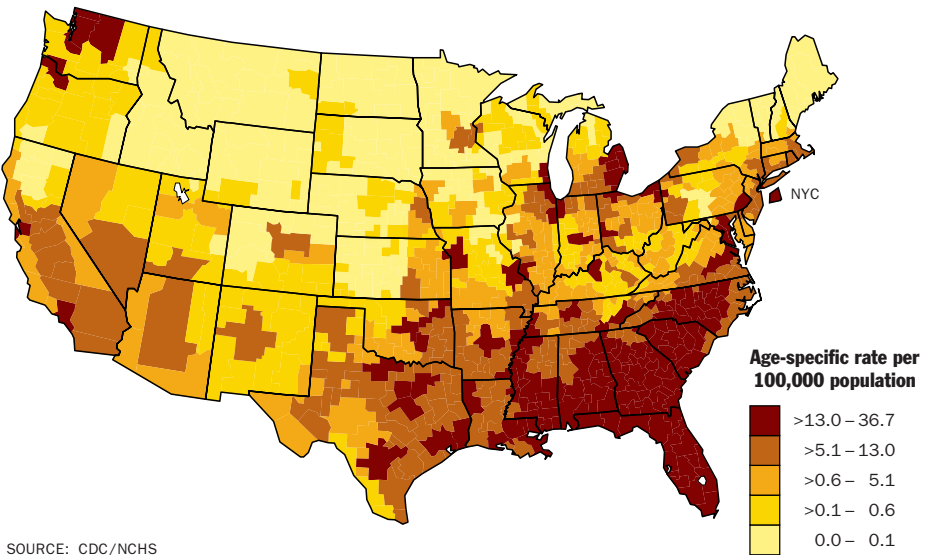 NYC
Age-specific rate per
100,000 population
>13.0 – 36.7
>5.1 – 13.0
>0.6 – 5.1
>0.1 – 0.6
0.0 – 0.1
SOURCE: CDC/NCHS